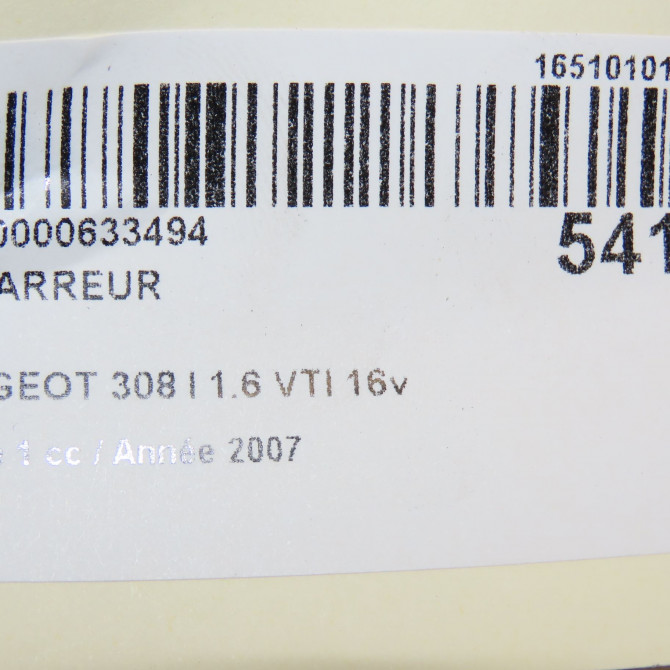 16510101
0000633494
541
ARREUR
GEOT 308 I 1.6 VTI 16v
1 cc / Année 2007